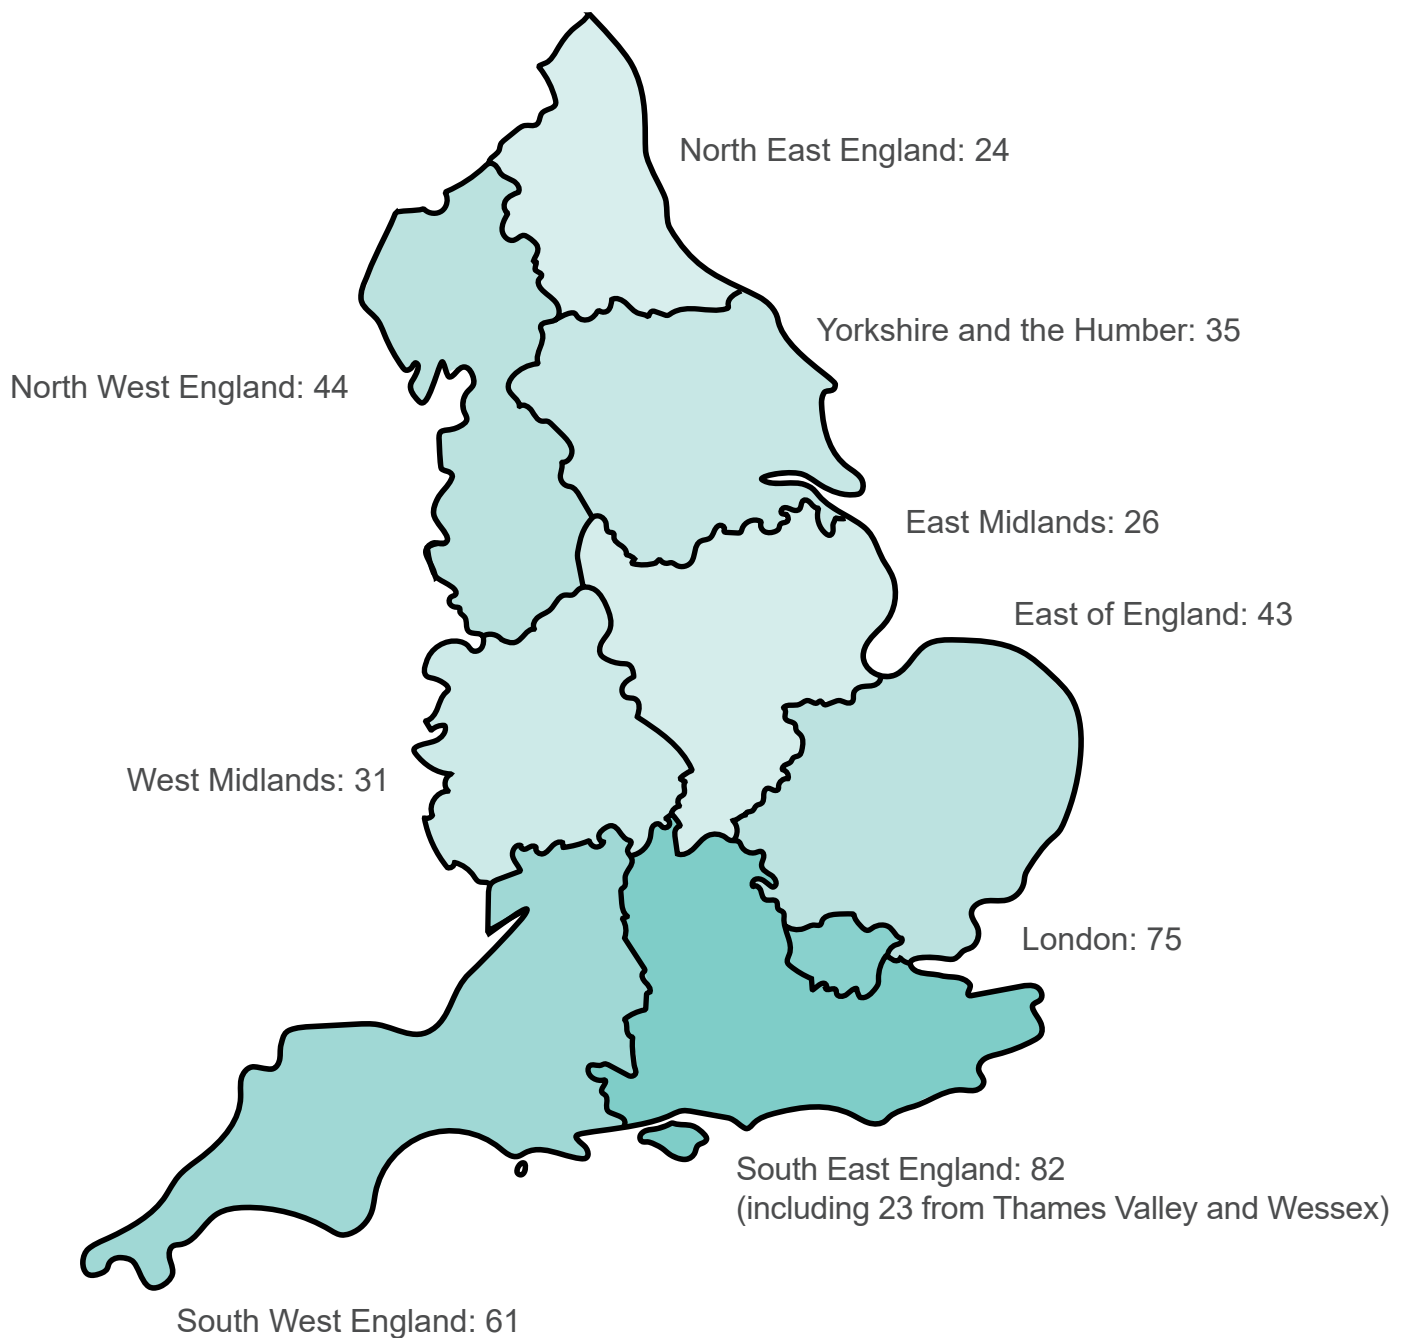 North East England: 24
Yorkshire and the Humber: 35
North West England: 44
East Midlands: 26
East of England: 43
West Midlands: 31
London: 75
South East England: 82
(including 23 from Thames Valley and Wessex)
South West England: 61